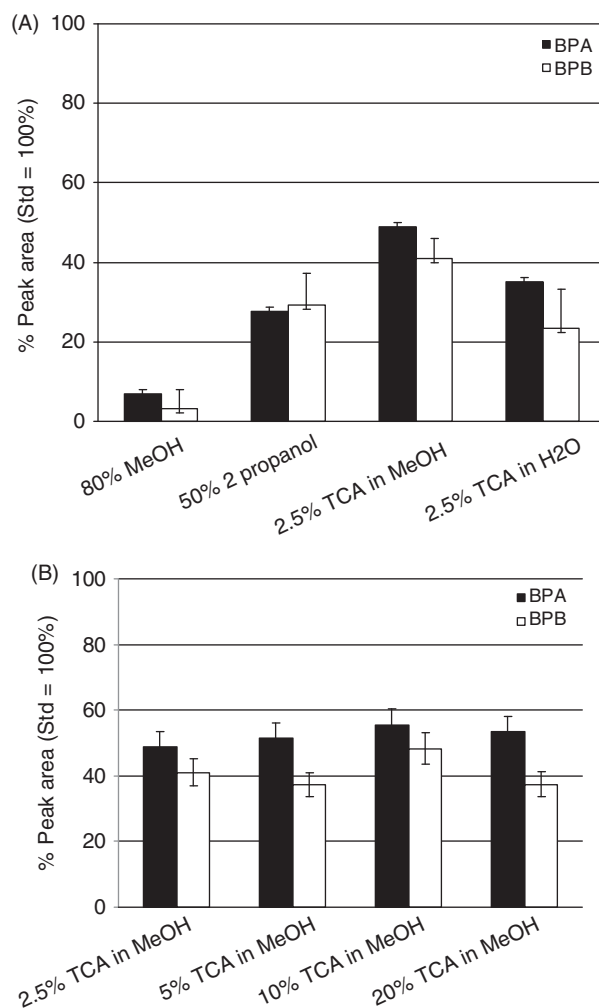 (A)
100
80
60
40
20
0
% Peak area (Std = 100%)
BPA
BPB
80% MeOH
50% 2 propanol
2.5% TCA in MeOH
2.5% TCA in H2O
(B)
100
80
60
40
20
0
% Peak area (Std = 100%)
BPA
BPB
2.5% TCA in MeOH
5% TCA in MeOH
10% TCA in MeOH
20% TCA in MeOH